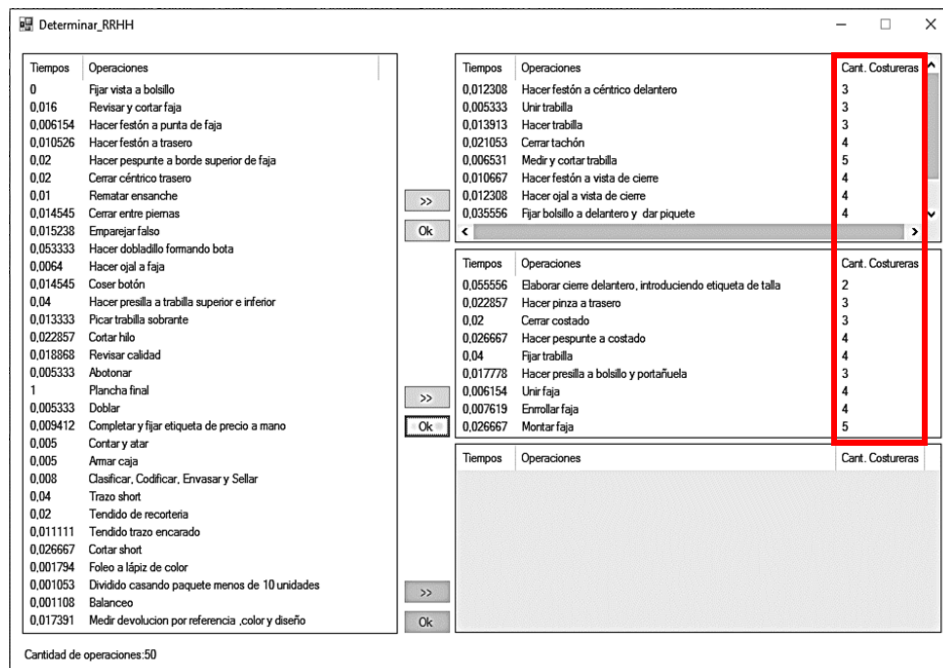 Determinar_RRHH
Tiempos Operaciones
0 Fijar vista a bolsillo
0,016 Revisar y cortar faja
0,006154 Hacer festón a punta de faja
0,010526 Hacer festón a trasero
0,02 Hacer pespunte a borde superior de faja
0,02 Cerrar céntrico trasero
0,01 Rematar ensanche
0,014545 Cerrar entre piernas
0,015238 Emparejar falso
0,053333 Hacer dobladillo formando bota
0,0064 Hacer ojal a faja
0,014545 Coser botón
0,04 Hacer presilla a trabilla superior e inferior
0,013333 Picar trabilla sobrante
0,022857 Cortar hilo
0,018868 Revisar calidad
0,005333 Abotonar
1 Plancha final
0,005333 Doblar
0,009412 Completar y fijar etiqueta de precio a mano
0,005 Contar y atar
0,005 Armar caja
0,008 Clasificar, Codificar, Envasar y Sellar
0,04 Trazo short
0,02 Tendido de recorteria
0,011111 Tendido trazo encarado
0,026667 Cortar short
0,001794 Foleo a lápiz de color
0,001053 Dividido casando paquete menos de 10 unidades
0,001108 Balanceo
0,017391 Medir devolucion por referencia ,color y diseño
>>
Ok
>>
Ok
>>
Ok
Tiempos Operaciones Cant. Costureras
0,012308 Hacer festón a céntrico delantero 3
0,005333 Unir trabilla 3
0,013913 Hacer trabilla 3
0,021053 Cerrar tachón 4
0,006531 Medir y cortar trabilla 5
0,010667 Hacer festón a vista de cierre 4
0,012308 Hacer ojal a vista de cierre 4
0,035556 Fijar bolsillo a delantero y dar piquete 4
Tiempos Operaciones Cant. Costureras
0,055556 Elaborar cierre delantero, introduciendo etiqueta de talla 2
0,022857 Hacer pinza a trasero 3
0,02 Cerrar costado 3
0,026667 Hacer pespunte a costado 4
0,04 Fijar trabilla 4
0,017778 Hacer presilla a bolsillo y portañuela 3
0,006154 Unir faja 4
0,007619 Enrrollar faja 4
0,026667 Montar faja 5
Tiempos Operaciones Cant. Costureras
Cantidad de operaciones:50